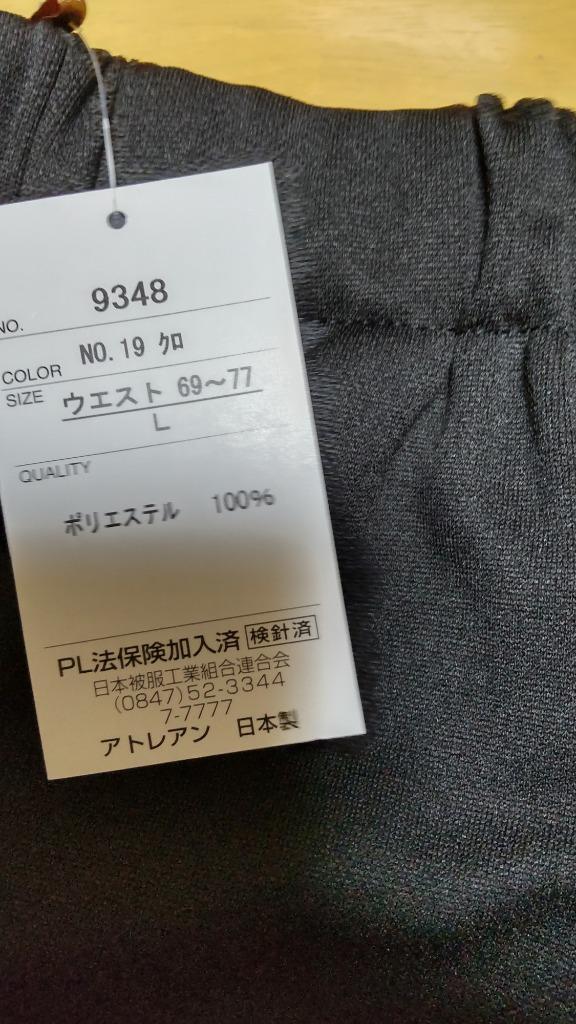 NO. 9348
COLOR NO.19 ｸﾛ
SIZE ウエスト 69〜77
L
QUALITY
ポリエステル 100%
PL法保険加入済 検針済
日本被服工業組合連合会
(0847)52-3344
7-7777
アトレアン 日本製